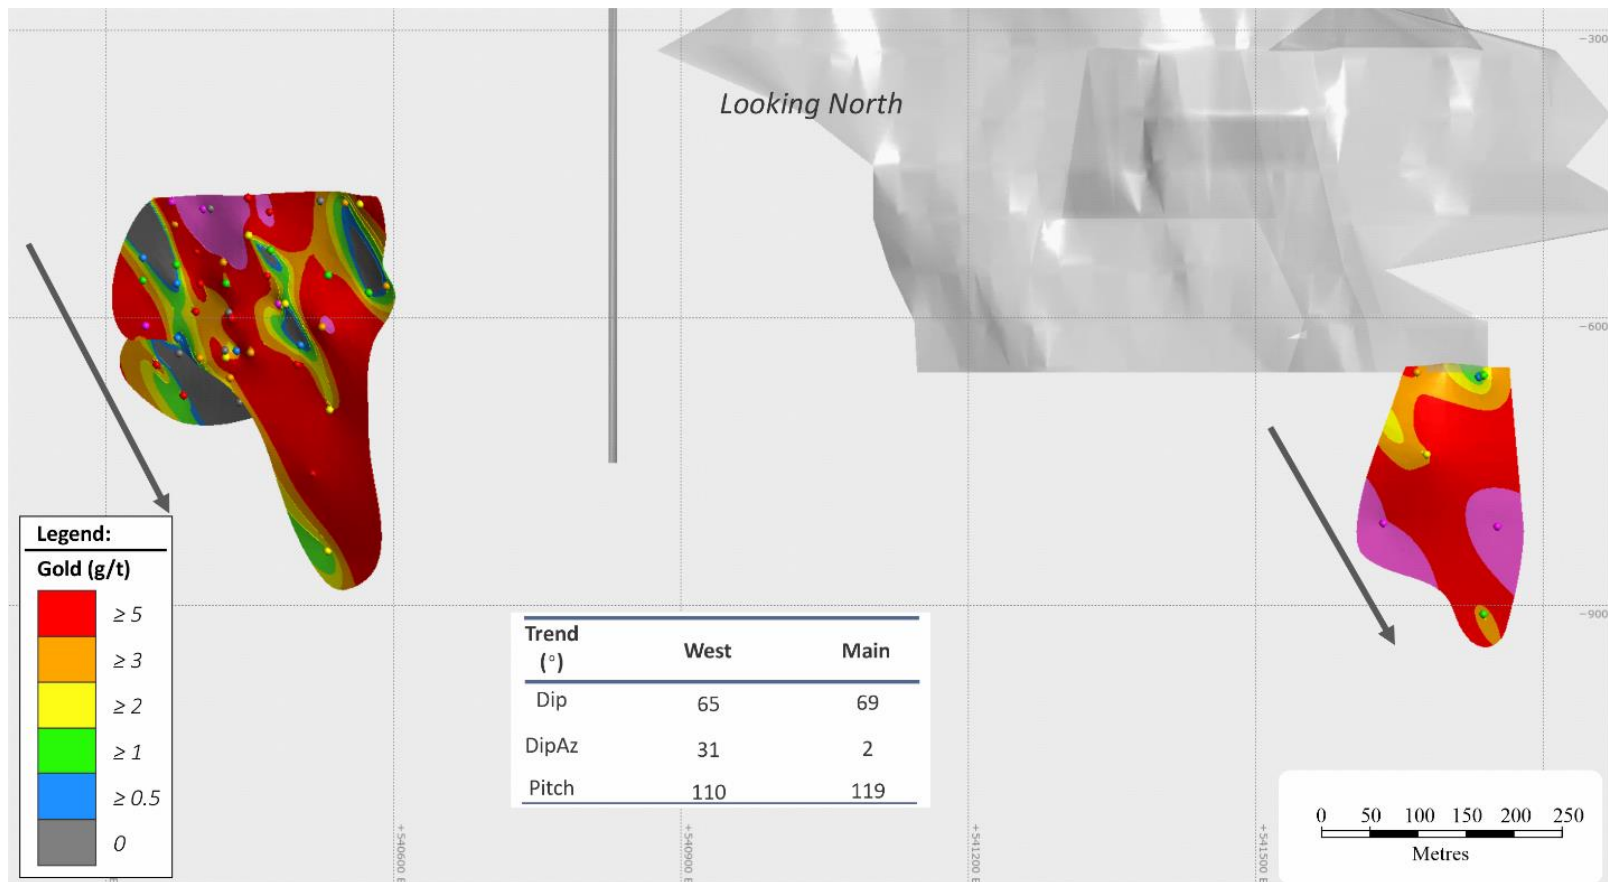 −300
Looking North
−600
Legend:
Gold (g/t)
≥ 5
≥ 3
≥ 2
≥ 1
≥ 0.5
0
Trend
(°) West Main
Dip 65 69
DipAz 31 2
Pitch 110 119
−900
+540600 E
+540900 E
+541200 E
+541500 E
0 50 100 150 200 250
Metres